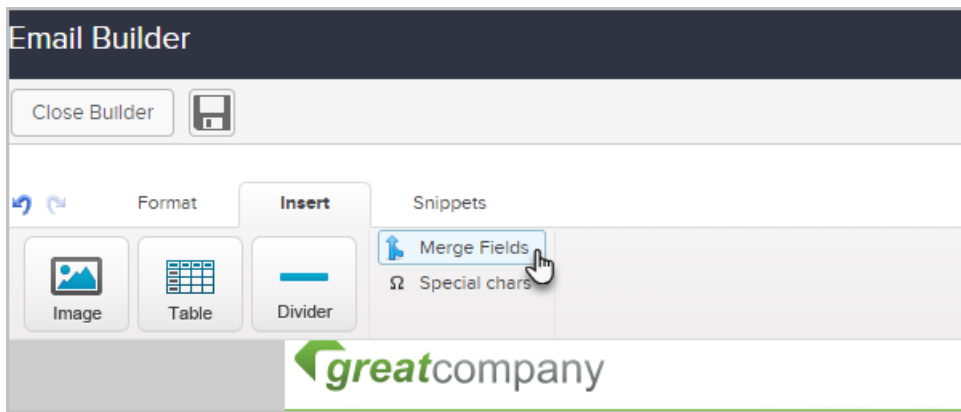 Email Builder
Close Builder
Format Insert Snippets
Merge Fields
Ω Special chars
Image Table Divider
greatcompany